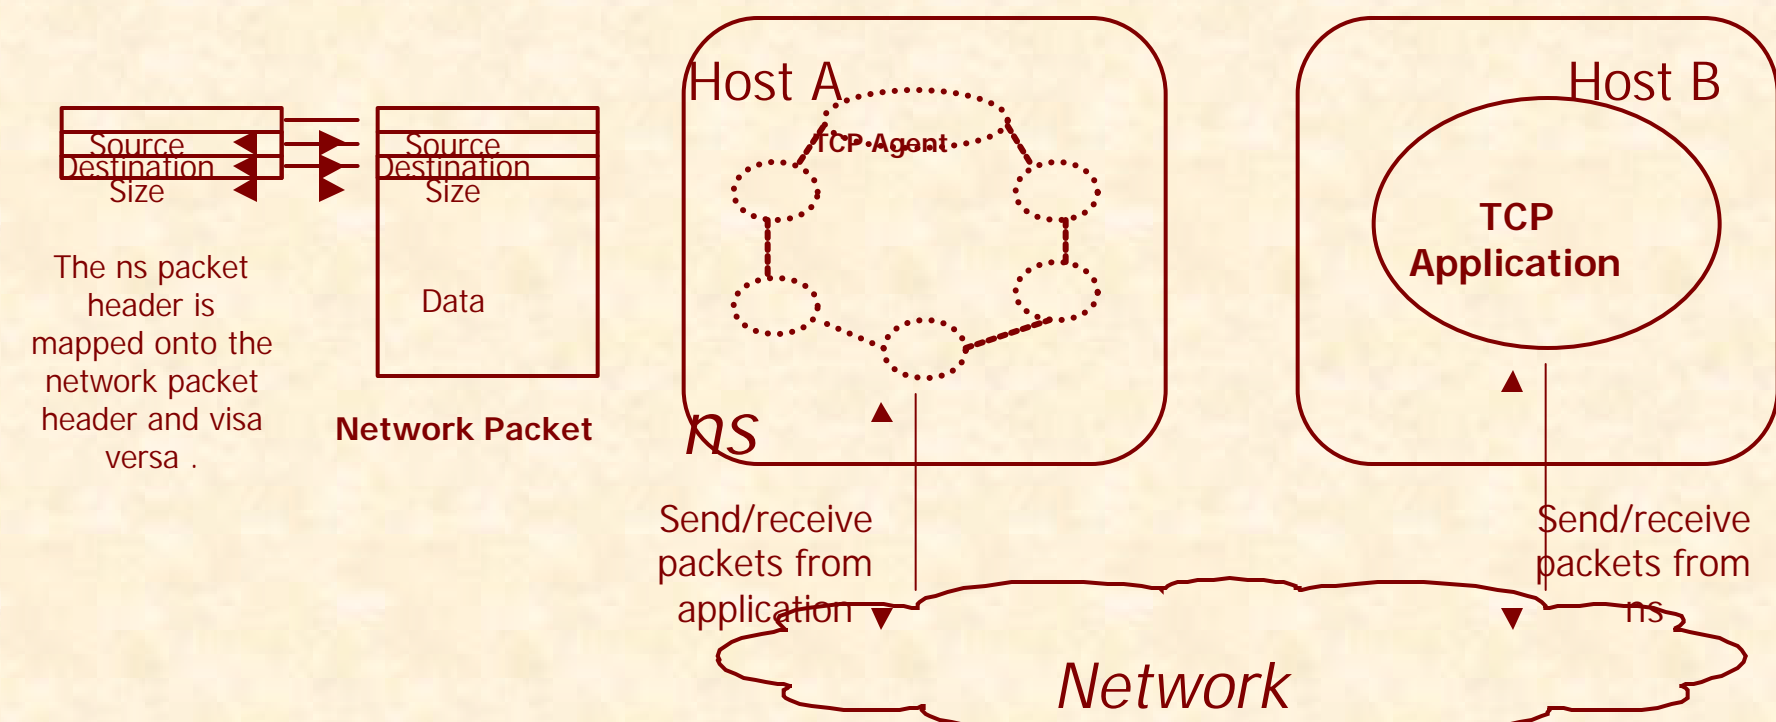 Source
Destination
Size
The ns packet
header is
mapped onto the
network packet
header and visa
versa .
Source
Destination
Size
Data
Network Packet
Host A
TCP Agent
ns
Send/receive
packets from
application
Host B
TCP
Application
Send/receive
packets from
ns
Network